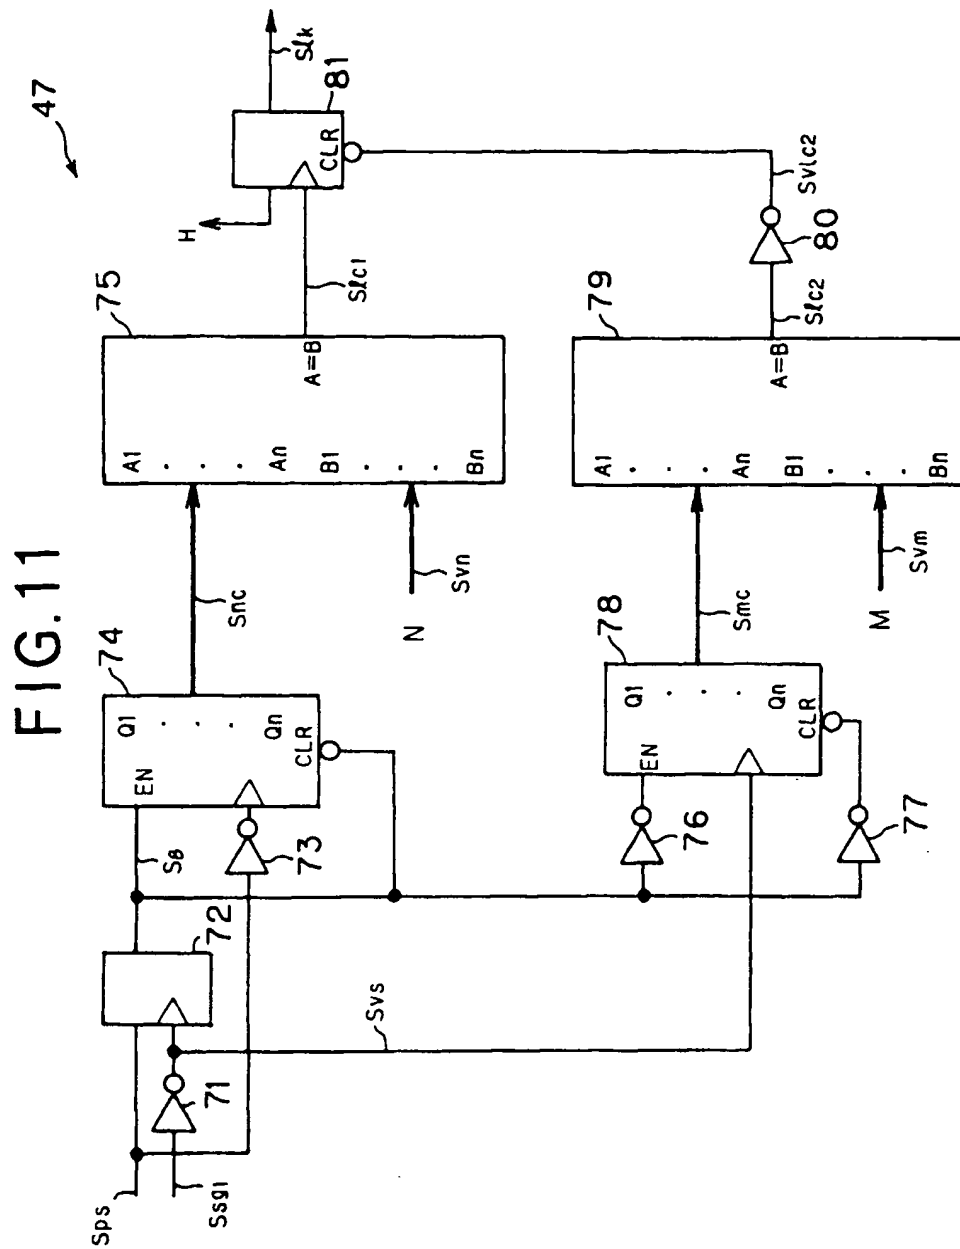 FIG.11
47
Sps
Ssg1
71
72
Svs
S8
73
74
EN
Q1
.
.
.
Qn
CLR
Snc
N
Svn
75
A1
.
.
.
An
B1
.
.
.
Bn
A=B
Slc1
H
CLR
81
Slk
76
77
78
EN
Q1
.
.
.
Qn
CLR
Smc
M
Svm
79
A1
.
.
.
An
B1
.
.
.
Bn
A=B
Slc2
80
Svlc2